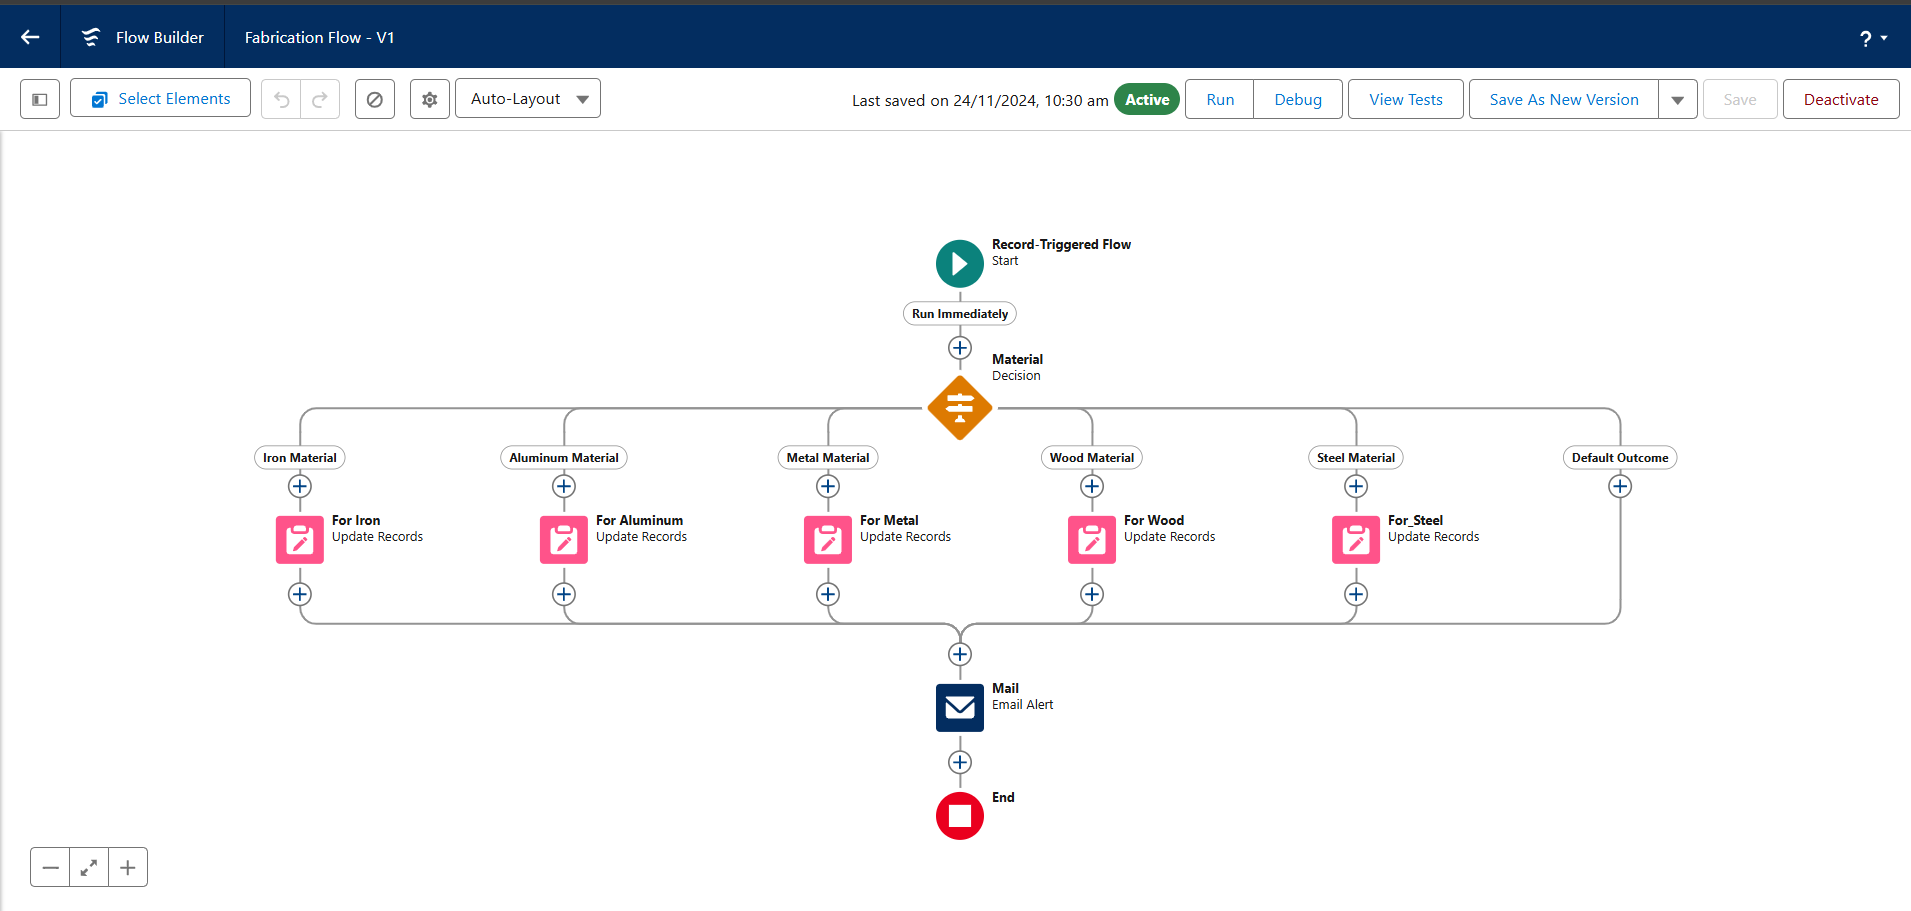 Flow Builder
Fabrication Flow - V1
?
Select Elements
Auto-Layout
Last saved on 24/11/2024, 10:30 am
Active
Run
Debug
View Tests
Save As New Version
Save
Deactivate
Record-Triggered Flow
Start
Run Immediately
Material
Decision
Iron Material
Aluminum Material
Metal Material
Wood Material
Steel Material
Default Outcome
For Iron
Update Records
For Aluminum
Update Records
For Metal
Update Records
For Wood
Update Records
For_Steel
Update Records
Mail
Email Alert
End